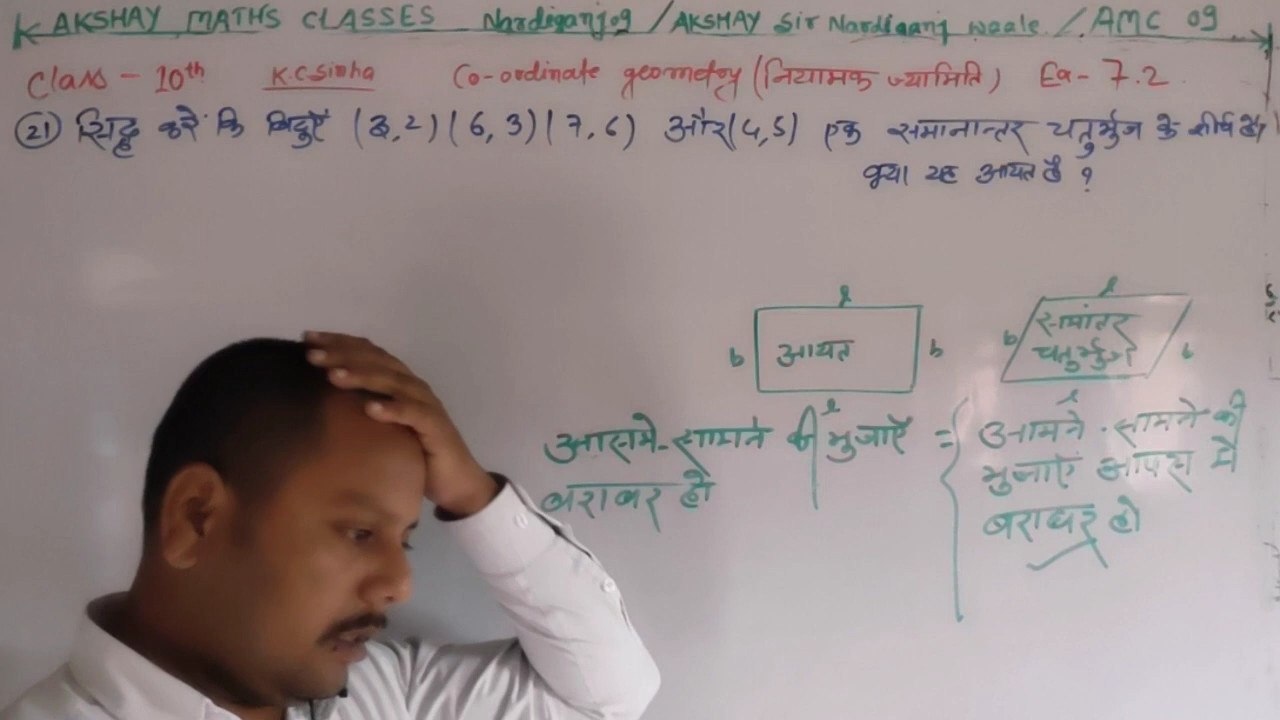 AKSHAY MATHS CLASSES Nardiganj09 / AKSHAY Sir Nardiganj waale / AMC 09
Class - 10th K.C.Sinha Co-ordinate geometry (नियामक ज्यामिति) Ex - 7.2
(21) सिद्ध करें कि बिंदुएँ (3,2) (6,3) (7,6) और (4,5) एक समानान्तर चतुर्भुज के शीर्ष हैं।
क्या यह आयत है ?
l l
b आयत b b समांतर चतुर्भुज b
l l
आमने-सामने की भुजाएँ = { आमने-सामने की
बराबर हो भुजाएं आपस में
बराबर हो